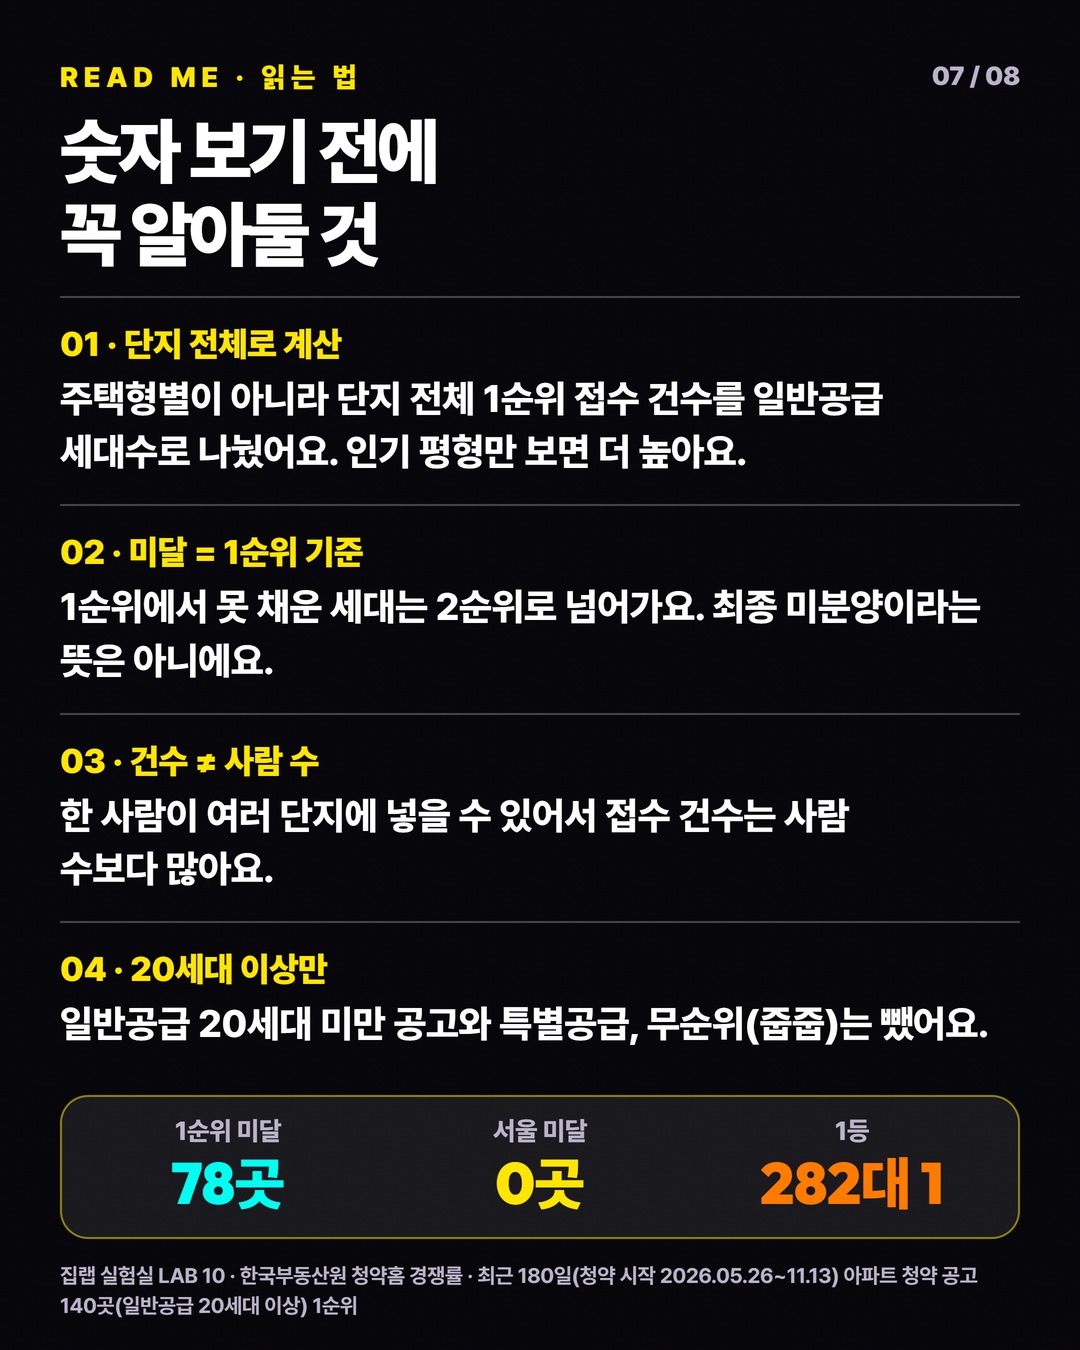 READ ME · 읽는 법
07 / 08
숫자 보기 전에
꼭 알아둘 것
01 · 단지 전체로 계산
주택형별이 아니라 단지 전체 1순위 접수 건수를 일반공급
세대수로 나눴어요. 인기 평형만 보면 더 높아요.
02 · 미달 = 1순위 기준
1순위에서 못 채운 세대는 2순위로 넘어가요. 최종 미분양이라는
뜻은 아니에요.
03 · 건수 ≠ 사람 수
한 사람이 여러 단지에 넣을 수 있어서 접수 건수는 사람
수보다 많아요.
04 · 20세대 이상만
일반공급 20세대 미만 공고와 특별공급, 무순위(줍줍)는 뺐어요.
1순위 미달
78곳
서울 미달
0곳
1등
282대 1
집랩 실험실 LAB 10 · 한국부동산원 청약홈 경쟁률 · 최근 180일(청약 시작 2026.05.26~11.13) 아파트 청약 공고
140곳(일반공급 20세대 이상) 1순위